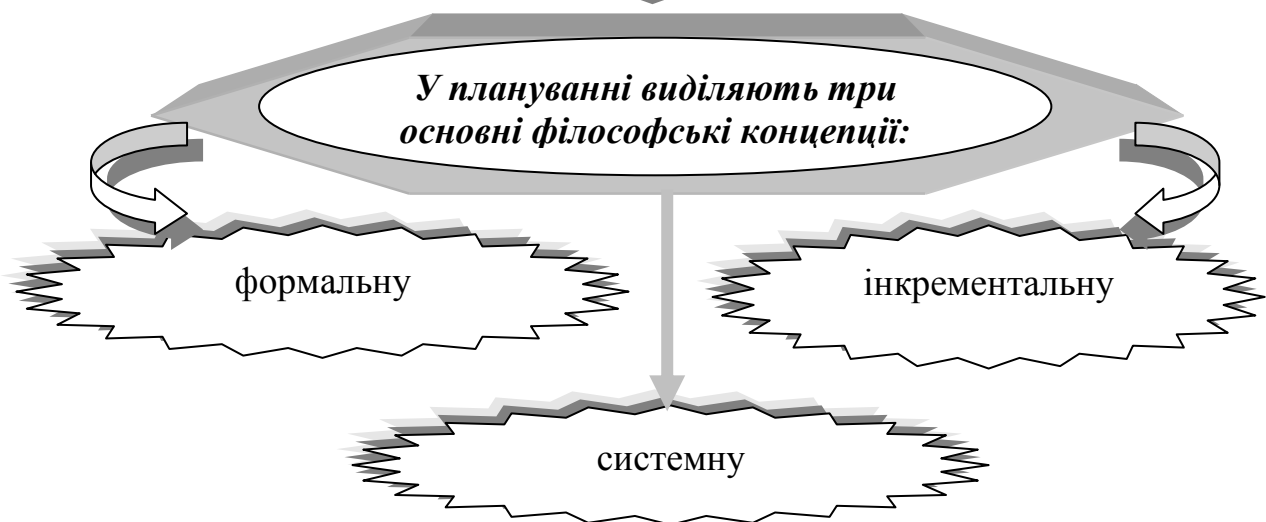 У плануванні виділяють три
основні філософські концепції:
формальну
інкрементальну
системну